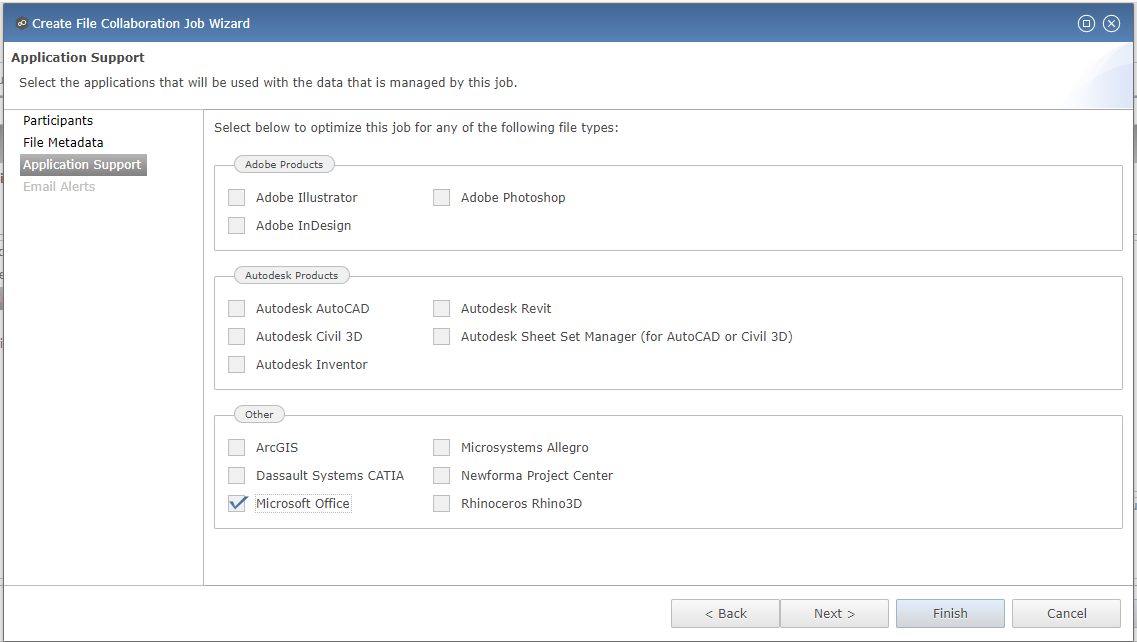 Create File Collaboration Job Wizard
Application Support
Select the applications that will be used with the data that is managed by this job.
Participants
File Metadata
Application Support
Email Alerts
Select below to optimize this job for any of the following file types:
Adobe Products
Adobe Illustrator
Adobe Photoshop
Adobe InDesign
Autodesk Products
Autodesk AutoCAD
Autodesk Revit
Autodesk Civil 3D
Autodesk Sheet Set Manager (for AutoCAD or Civil 3D)
Autodesk Inventor
Other
ArcGIS
Microsystems Allegro
Dassault Systems CATIA
Newforma Project Center
Microsoft Office
Rhinoceros Rhino3D
< Back
Next >
Finish
Cancel